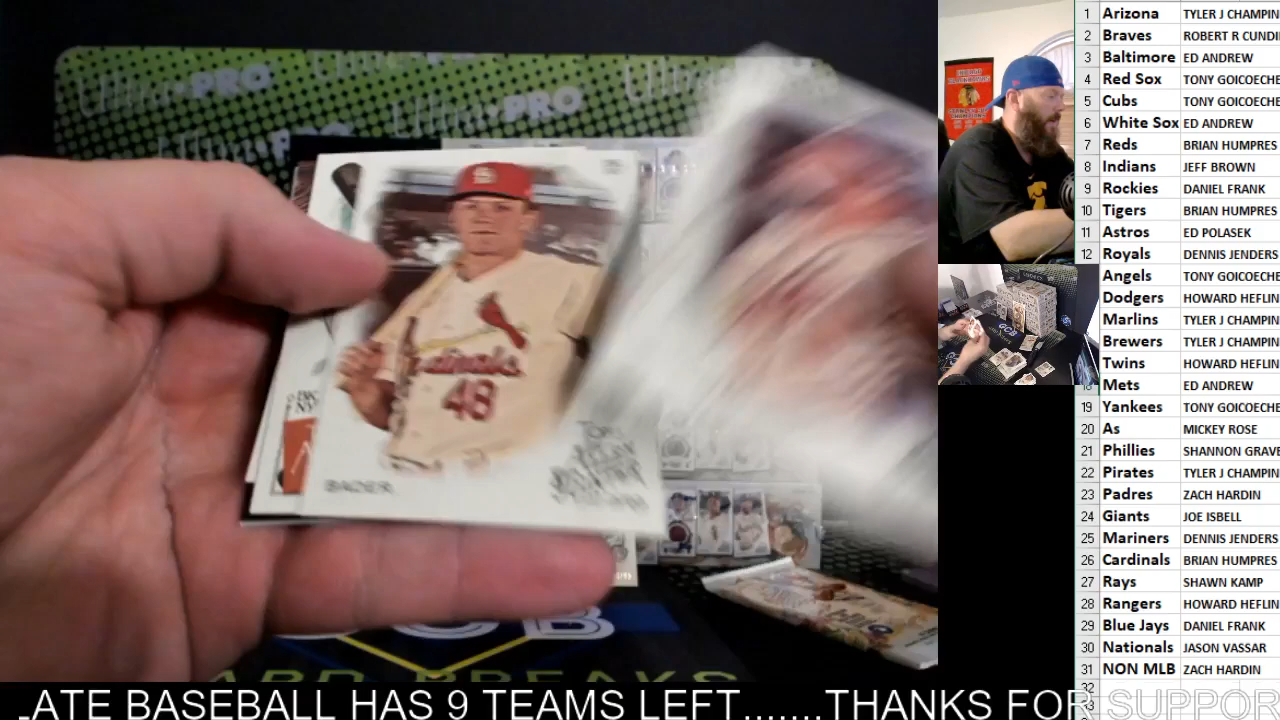 Ultra PRO
PRO
Cardinals
48
BADER
GCB
GCB
1 Arizona TYLER J CHAMPIN
2 Braves ROBERT R CUNDI
3 Baltimore ED ANDREW
4 Red Sox TONY GOICOECHE
5 Cubs TONY GOICOECHE
6 White Sox ED ANDREW
7 Reds BRIAN HUMPRES
8 Indians JEFF BROWN
9 Rockies DANIEL FRANK
10 Tigers BRIAN HUMPRES
11 Astros ED POLASEK
12 Royals DENNIS JENDERS
Angels TONY GOICOECHE
Dodgers HOWARD HEFLIN
Marlins TYLER J CHAMPIN
Brewers TYLER J CHAMPIN
Twins HOWARD HEFLIN
Mets ED ANDREW
19 Yankees TONY GOICOECHE
20 As MICKEY ROSE
21 Phillies SHANNON GRAVE
22 Pirates TYLER J CHAMPIN
23 Padres ZACH HARDIN
24 Giants JOE ISBELL
25 Mariners DENNIS JENDERS
26 Cardinals BRIAN HUMPRES
27 Rays SHAWN KAMP
28 Rangers HOWARD HEFLIN
29 Blue Jays DANIEL FRANK
30 Nationals JASON VASSAR
31 NON MLB ZACH HARDIN
32
ATE BASEBALL HAS 9 TEAMS LEFT.......THANKS FOR SUPPOR